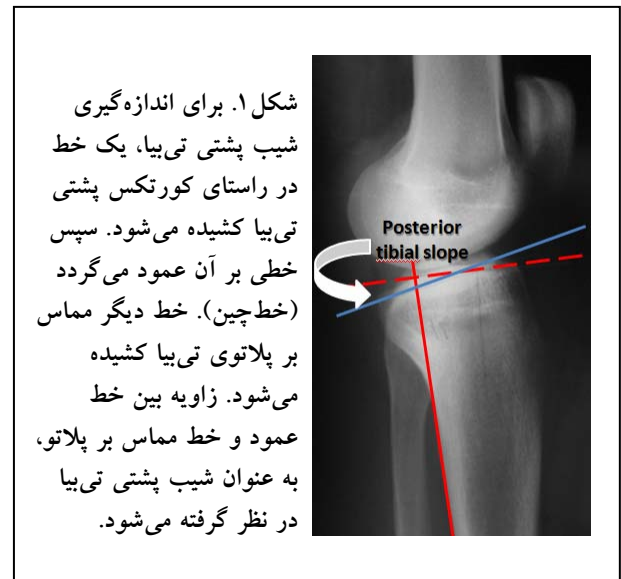 شکل۱. برای اندازه‌گیری
شیب پشتی تی‌بیا، یک خط
در راستای کورتکس پشتی
تی‌بیا کشیده می‌شود. سپس
خطی بر آن عمود می‌گردد
(خط‌چین). خط دیگر مماس
بر پلاتوی تی‌بیا کشیده
می‌شود. زاویه بین خط
عمود و خط مماس بر پلاتو،
به عنوان شیب پشتی تی‌بیا
در نظر گرفته می‌شود.
Posterior
tibial slope